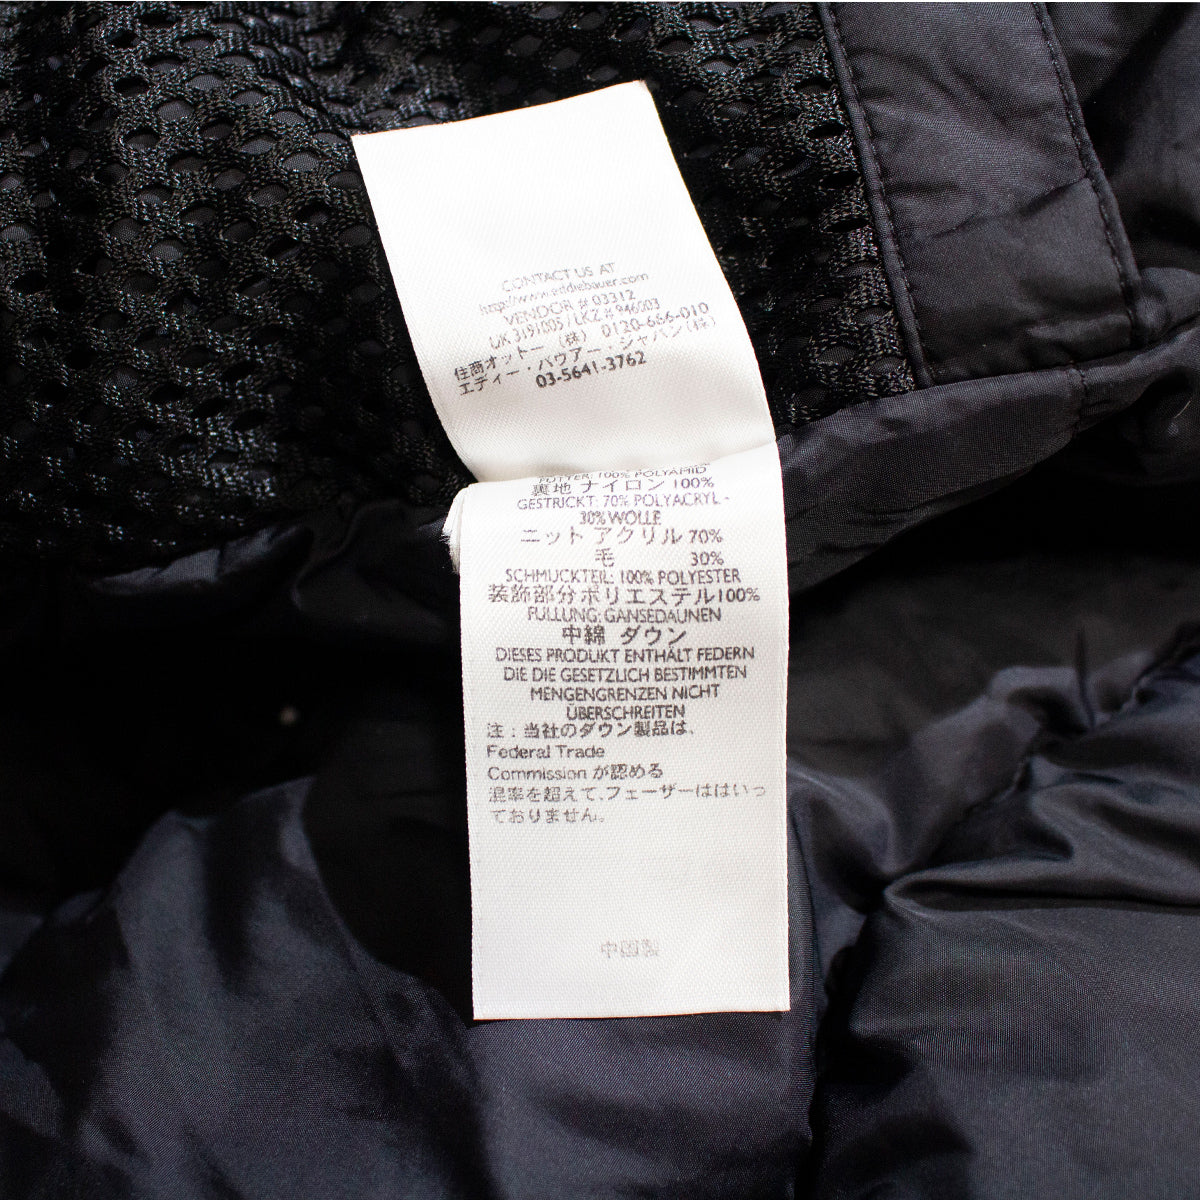 CONTACT US AT
http://www.eddiebauer.com
VENDOR # 03312
UK 3191005/LKZ # 946503
住商オットー (株) 0120-666-010
エディー・バウアー・ジャパン(株)
03-5641-3762
FUTTER: 100% POLYAMID
裏地 ナイロン 100%
GESTRICKT: 70% POLYACRYL -
30% WOLLE
ニット アクリル 70%
毛 30%
SCHMUCKTEIL: 100% POLYESTER
装飾部分ポリエステル100%
FULLUNG: GANSEDAUNEN
中綿 ダウン
DIESES PRODUKT ENTHÄLT FEDERN
DIE DIE GESETZLICH BESTIMMTEN
MENGENGRENZEN NICHT
ÜBERSCHREITEN
注：当社のダウン製品は、
Federal Trade
Commission が認める
混率を超えて、フェーザーははいっ
ておりません。
中国製